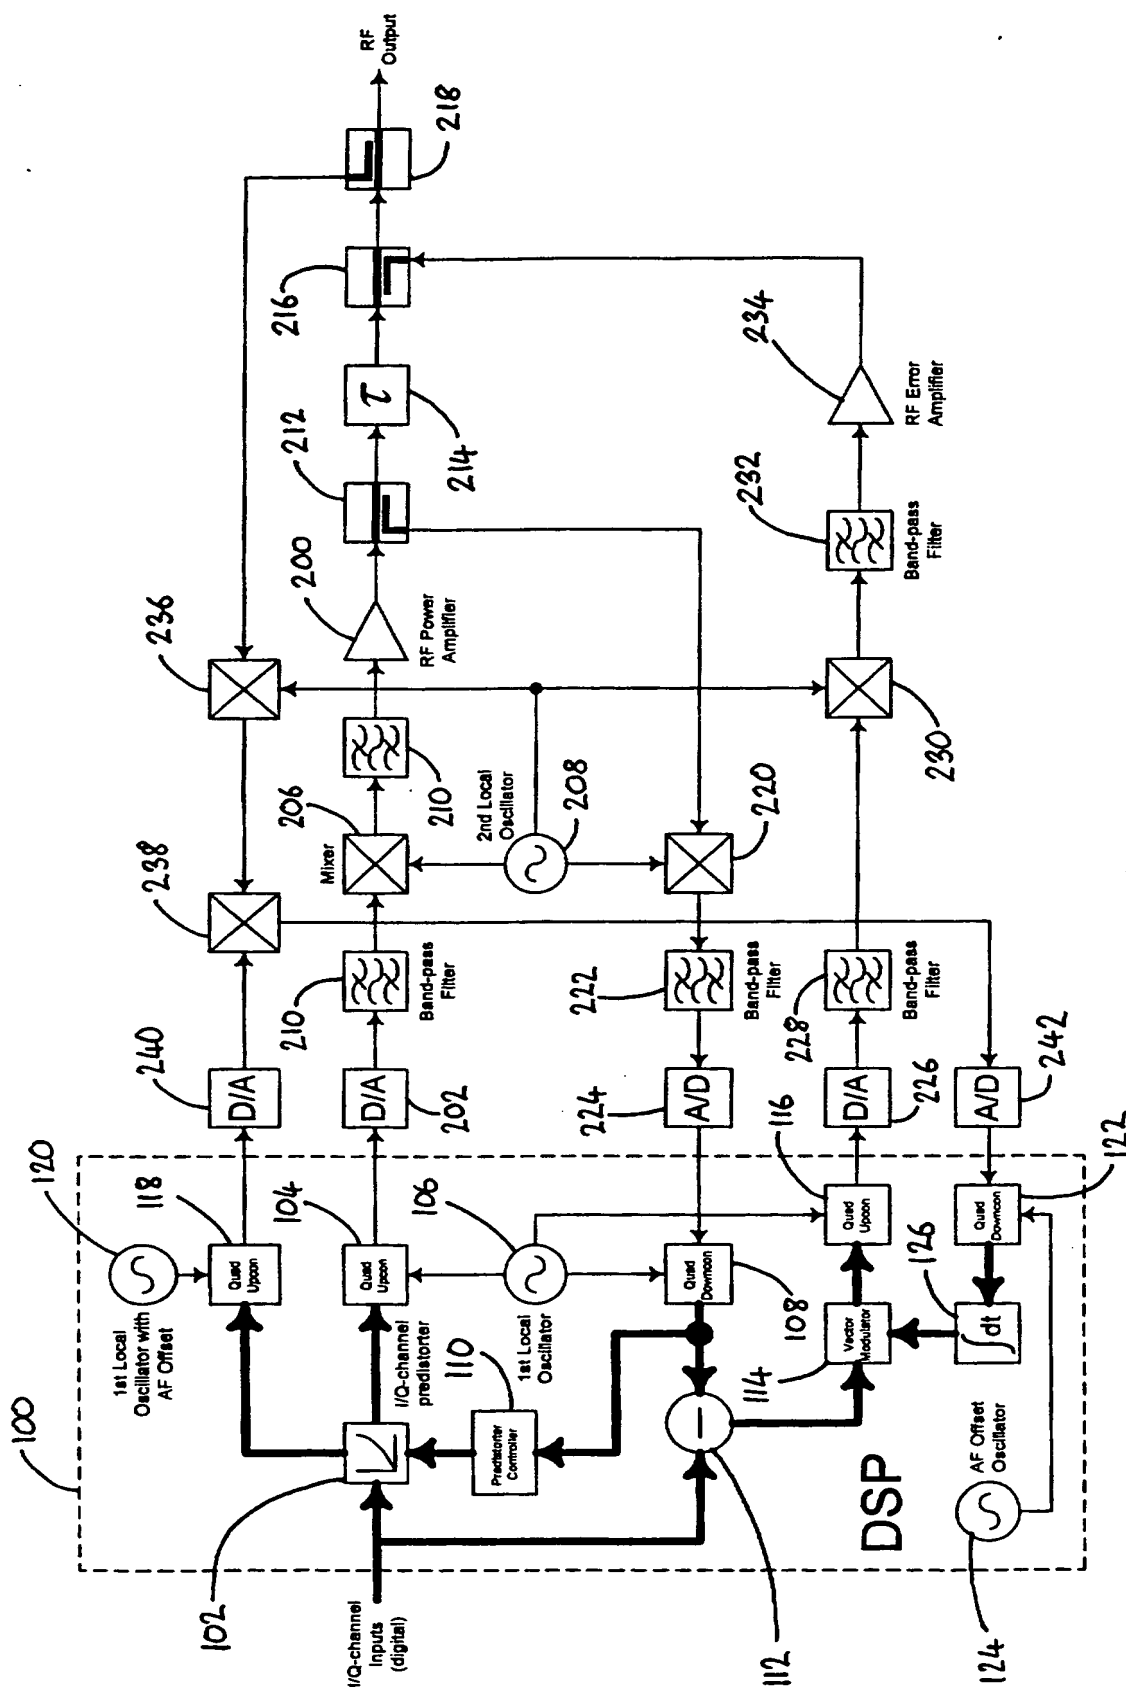 100
120
1st Local
Oscillator with
AF Offset
118
Quad
Upcon
240
D/A
238
236
102
I/Q-channel
Inputs
(digital)
I/Q-channel
predistorter
104
Quad
Upcon
202
D/A
210
Band-pass
Filter
206
Mixer
210
200
RF Power
Amplifier
212
214
τ
216
218
RF
Output
110
Predistorter
Controller
106
1st Local
Oscillator
2nd Local
Oscillator
208
112
108
Quad
Downcon
224
A/D
222
Band-pass
Filter
220
DSP
114
Vector
Modulator
116
Quad
Upcon
226
D/A
228
Band-pass
Filter
230
232
Band-pass
Filter
234
RF Error
Amplifier
124
AF Offset
Oscillator
126
∫dt
122
Quad
Downcon
242
A/D